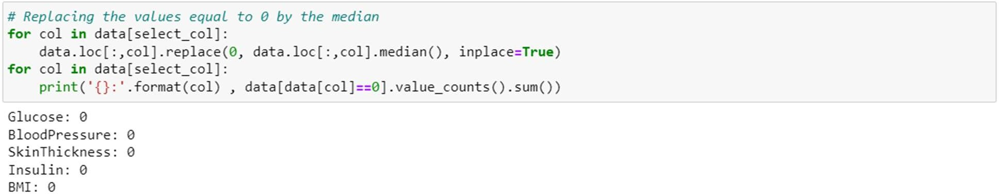 # Replacing the values equal to 0 by the median
for col in data[select_col]:
    data.loc[:,col].replace(0, data.loc[:,col].median(), inplace=True)
for col in data[select_col]:
    print('{}:'.format(col) , data[data[col]==0].value_counts().sum())
Glucose: 0
BloodPressure: 0
SkinThickness: 0
Insulin: 0
BMI: 0